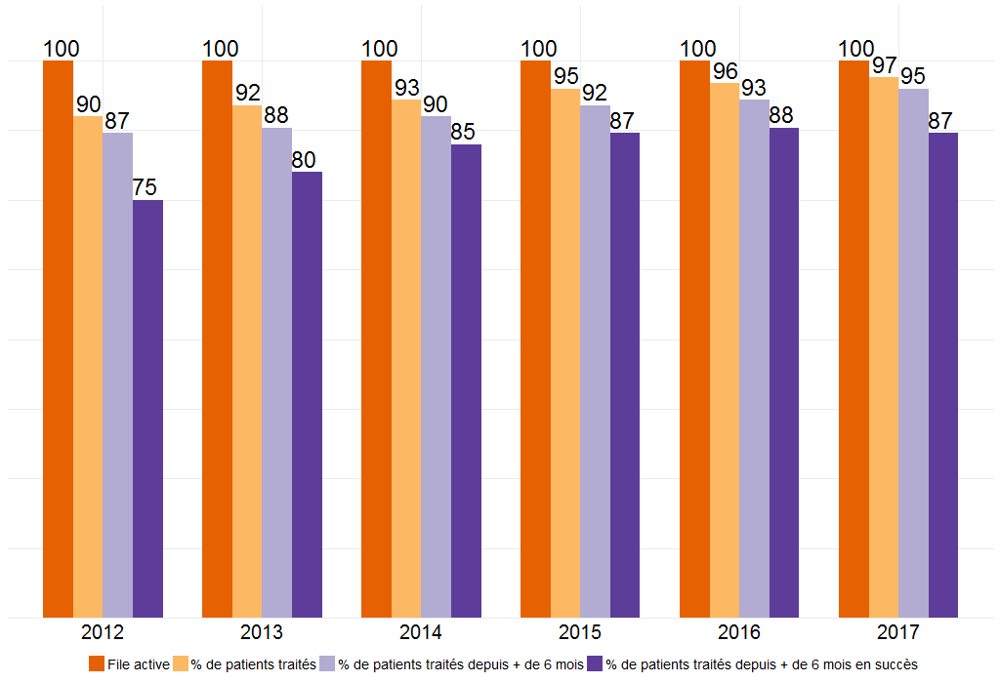 100 90 87 75
100 92 88 80
100 93 90 85
100 95 92 87
100 96 93 88
100 97 95 87
2012 2013 2014 2015 2016 2017
File active % de patients traités % de patients traités depuis + de 6 mois % de patients traités depuis + de 6 mois en succès